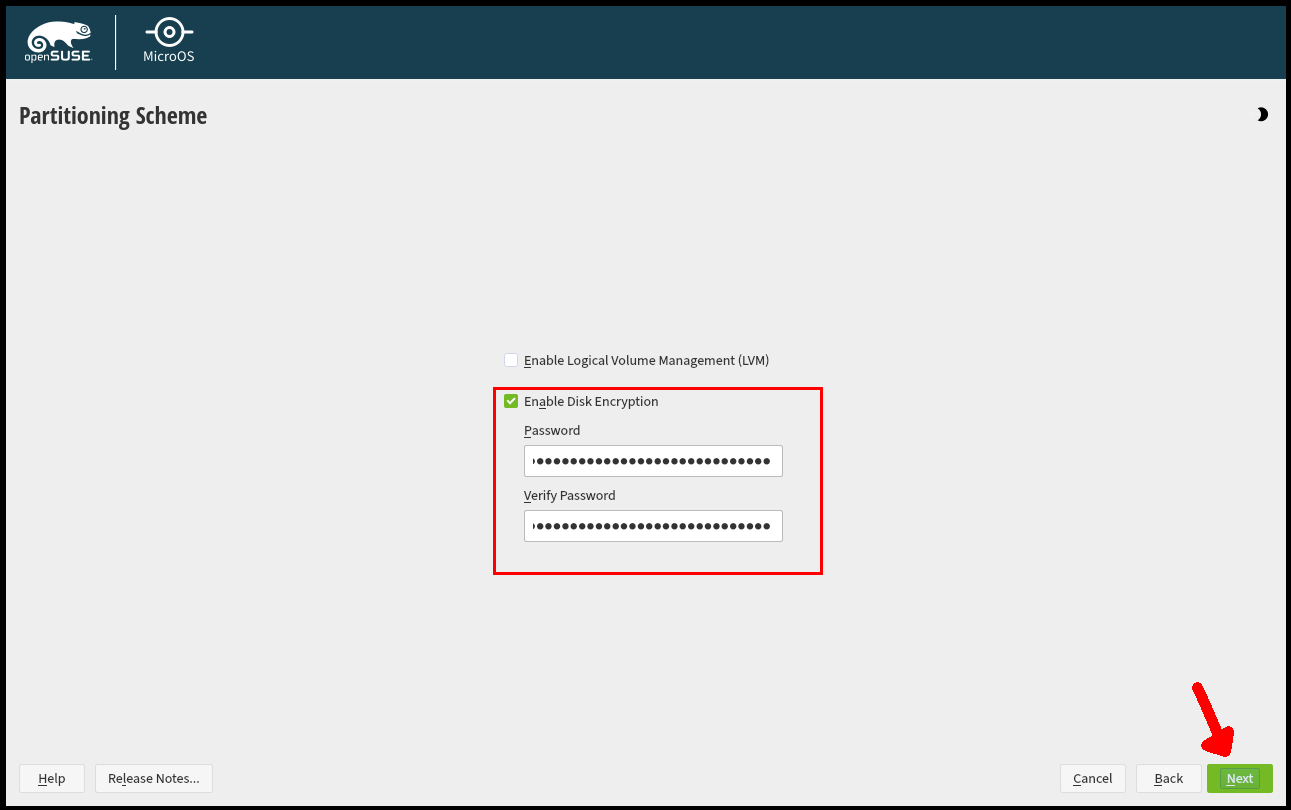 openSUSE
MicroOS
Partitioning Scheme
Enable Logical Volume Management (LVM)
Enable Disk Encryption
Password
Verify Password
Help
Release Notes...
Cancel
Back
Next